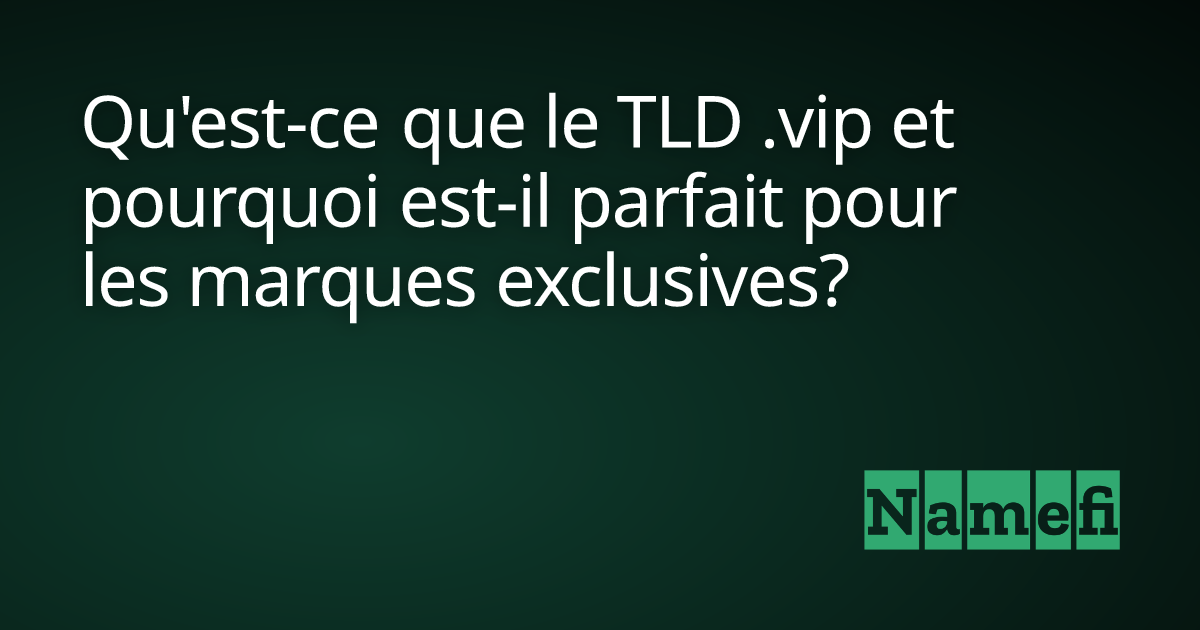 Qu'est-ce que le TLD .vip et
pourquoi est-il parfait pour
les marques exclusives?
Namefi